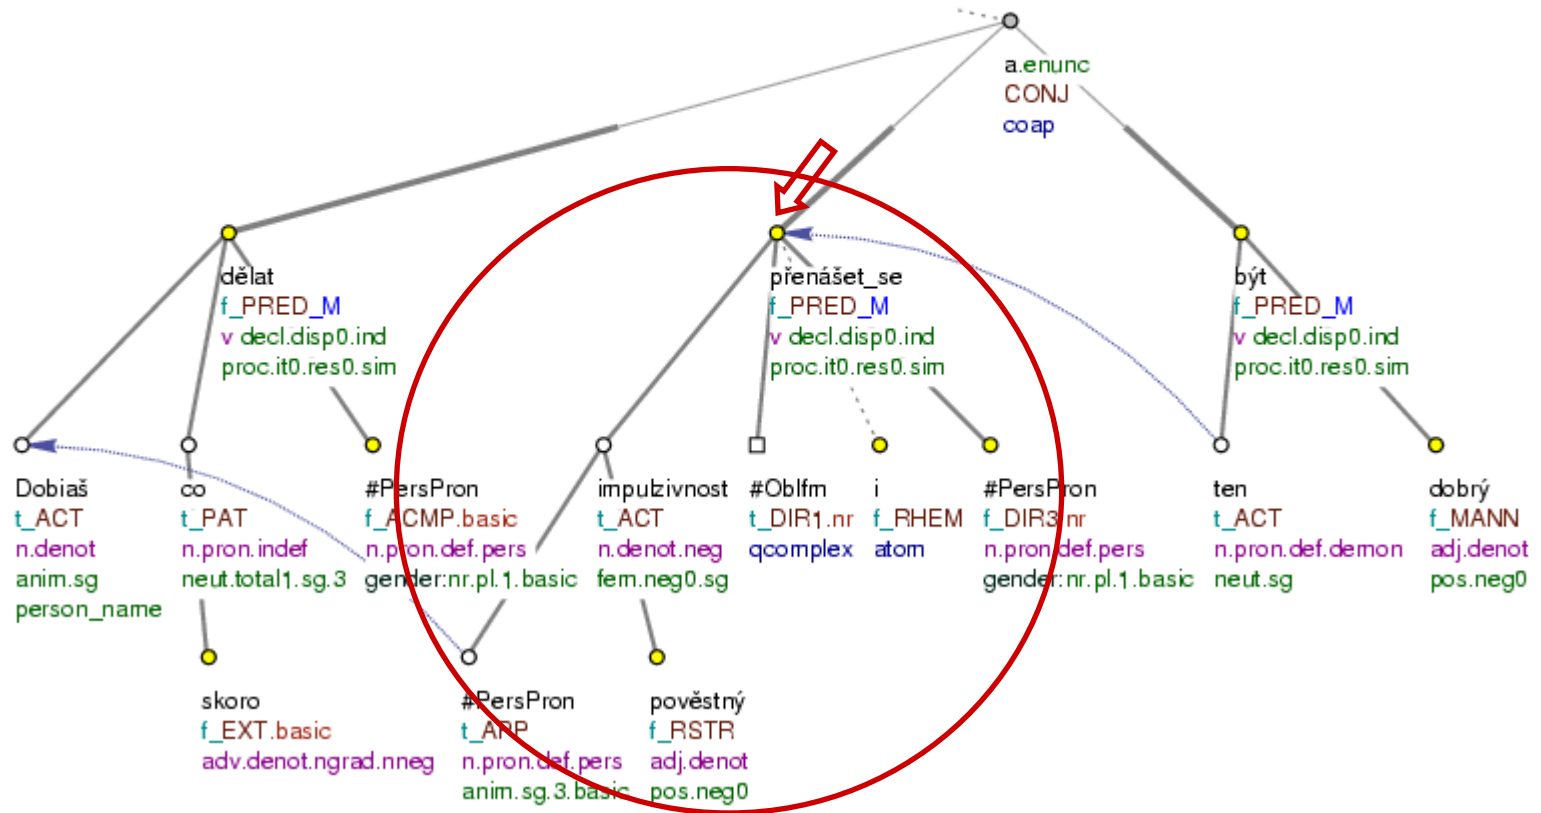 a.enunc
CONJ
coap
dělat
f_PRED_M
v decl.disp0.ind
proc.it0.res0.sim
přenášet_se
f_PRED_M
v decl.disp0.ind
proc.it0.res0.sim
být
f_PRED_M
v decl.disp0.ind
proc.it0.res0.sim
Dobiaš
t_ACT
n.denot
anim.sg
person_name
co
t_PAT
n.pron.indef
neut.total1.sg.3
#PersPron
f_ACMP.basic
n.pron.def.pers
gender:nr.pl.1.basic
impulzivnost
t_ACT
n.denot.neg
fem.neg0.sg
#Oblfm
t_DIR1.nr
qcomplex
i
f_RHEM
atom
#PersPron
f_DIR3.nr
n.pron.def.pers
gender:nr.pl.1.basic
ten
t_ACT
n.pron.def.demon
neut.sg
dobrý
f_MANN
adj.denot
pos.neg0
skoro
f_EXT.basic
adv.denot.ngrad.nneg
#PersPron
t_APP
n.pron.def.pers
anim.sg.3.basic
pověstný
f_RSTR
adj.denot
pos.neg0